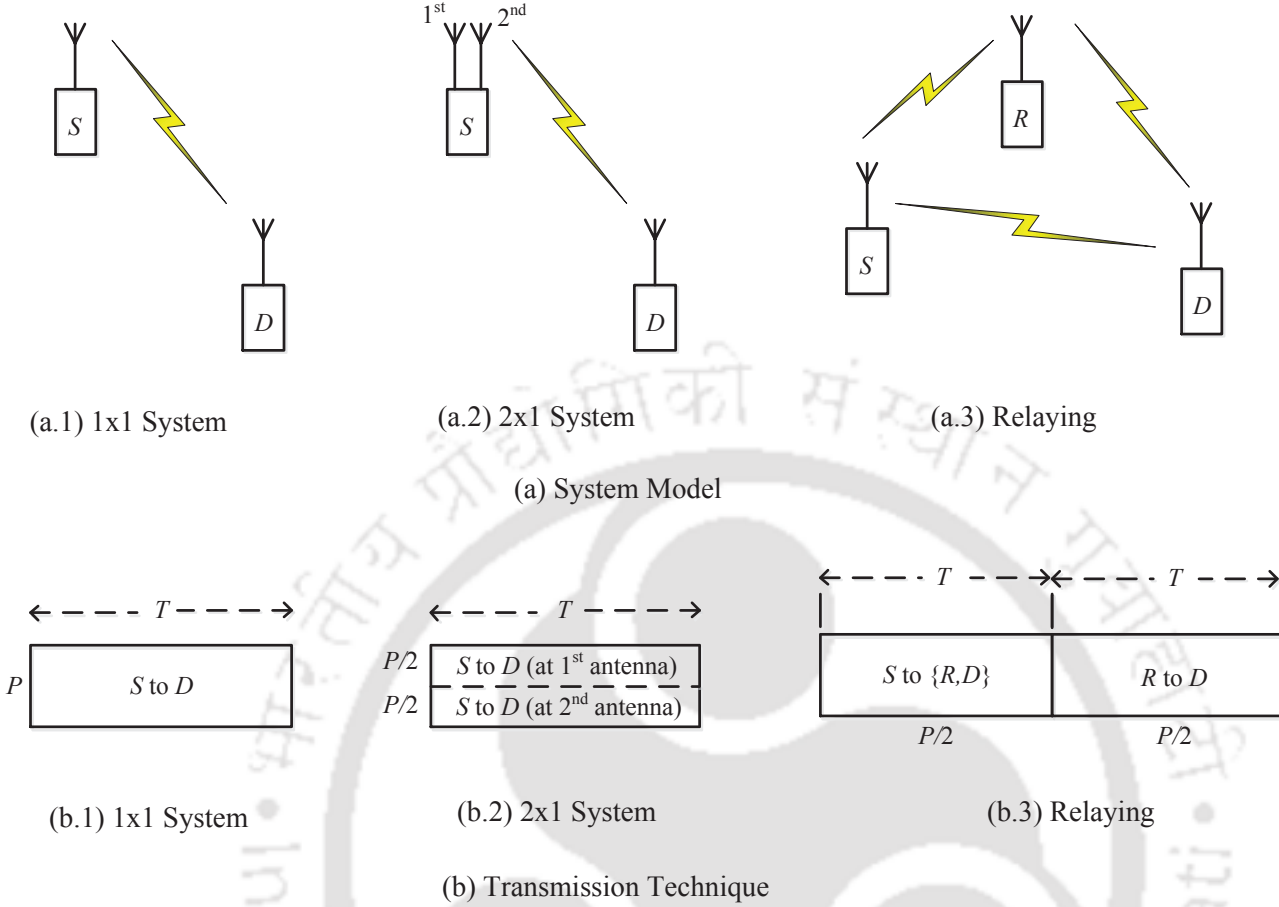 1st 2nd
S
S
R
S
D
D
D
(a.1) 1x1 System
(a.2) 2x1 System
(a.3) Relaying
(a) System Model
T
T
T
T
P
S to D
P/2
S to D (at 1st antenna)
P/2
S to D (at 2nd antenna)
S to {R,D}
R to D
P/2
P/2
(b.1) 1x1 System
(b.2) 2x1 System
(b.3) Relaying
(b) Transmission Technique